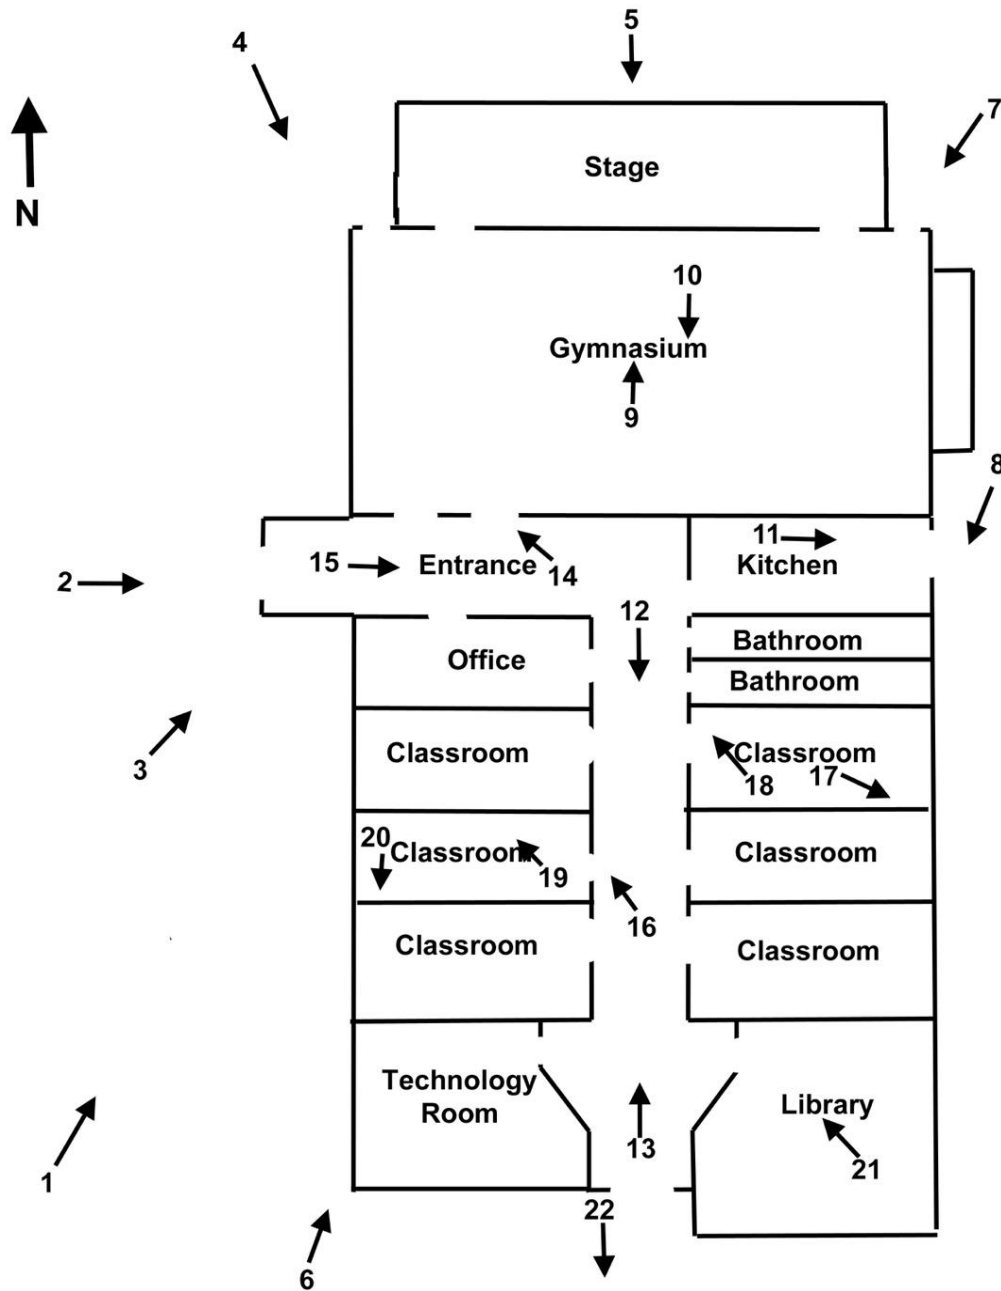 5
4
7
N
Stage
10
Gymnasium
9
8
11
15
Entrance
14
Kitchen
2
12
Bathroom
Office
Bathroom
3
Classroom
Classroom
17
18
20
Classroom
19
Classroom
16
Classroom
Classroom
Technology
Room
Library
13
21
1
22
6